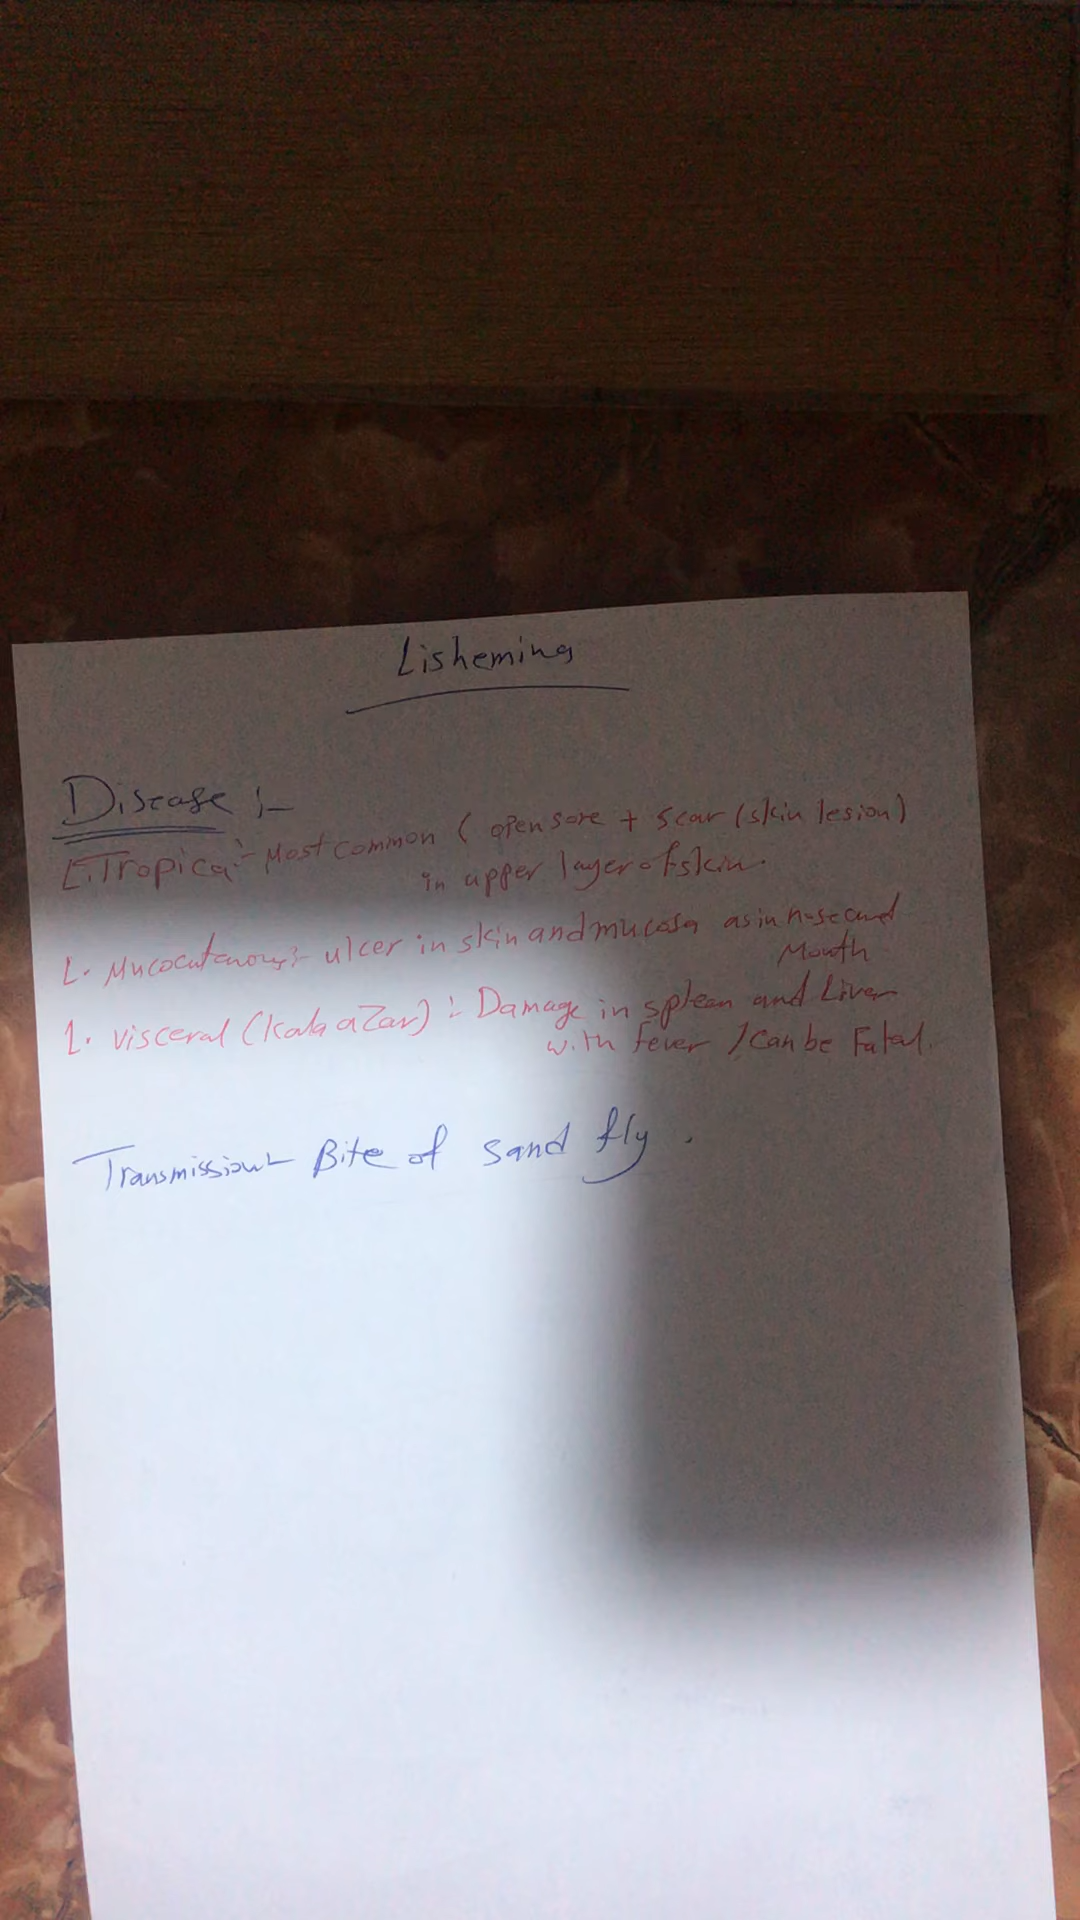 Lisheming
Disease :-
L.Tropica:- Most common ( open sore + scar (skin lesion)
in upper layer of skin.
L. Mucocutenous:- ulcer in skin and mucosa as in nose and
Mouth
L. visceral (Kala aZar) :- Damage in spleen and Liver
with fever / Can be Fatal.
Transmission:- Bite of sand fly.